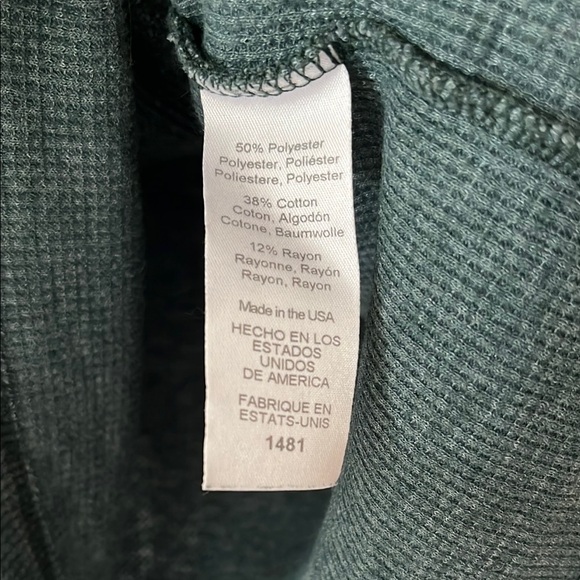 50% Polyester
Polyester, Poliéster
Poliestere, Polyester
38% Cotton
Coton, Algodón
Cotone, Baumwolle
12% Rayon
Rayonne, Rayón
Rayon, Rayon
Made in the USA
HECHO EN LOS
ESTADOS
UNIDOS
DE AMERICA
FABRIQUE EN
ESTATS-UNIS
1481